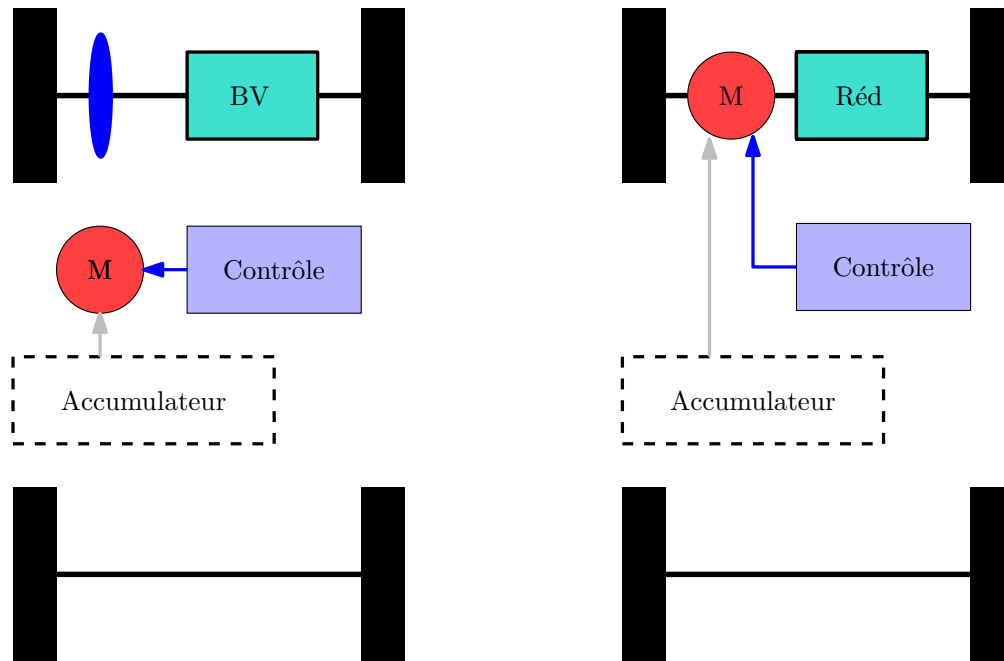 BV
M
Contrôle
Accumulateur
M
Réd
Contrôle
Accumulateur